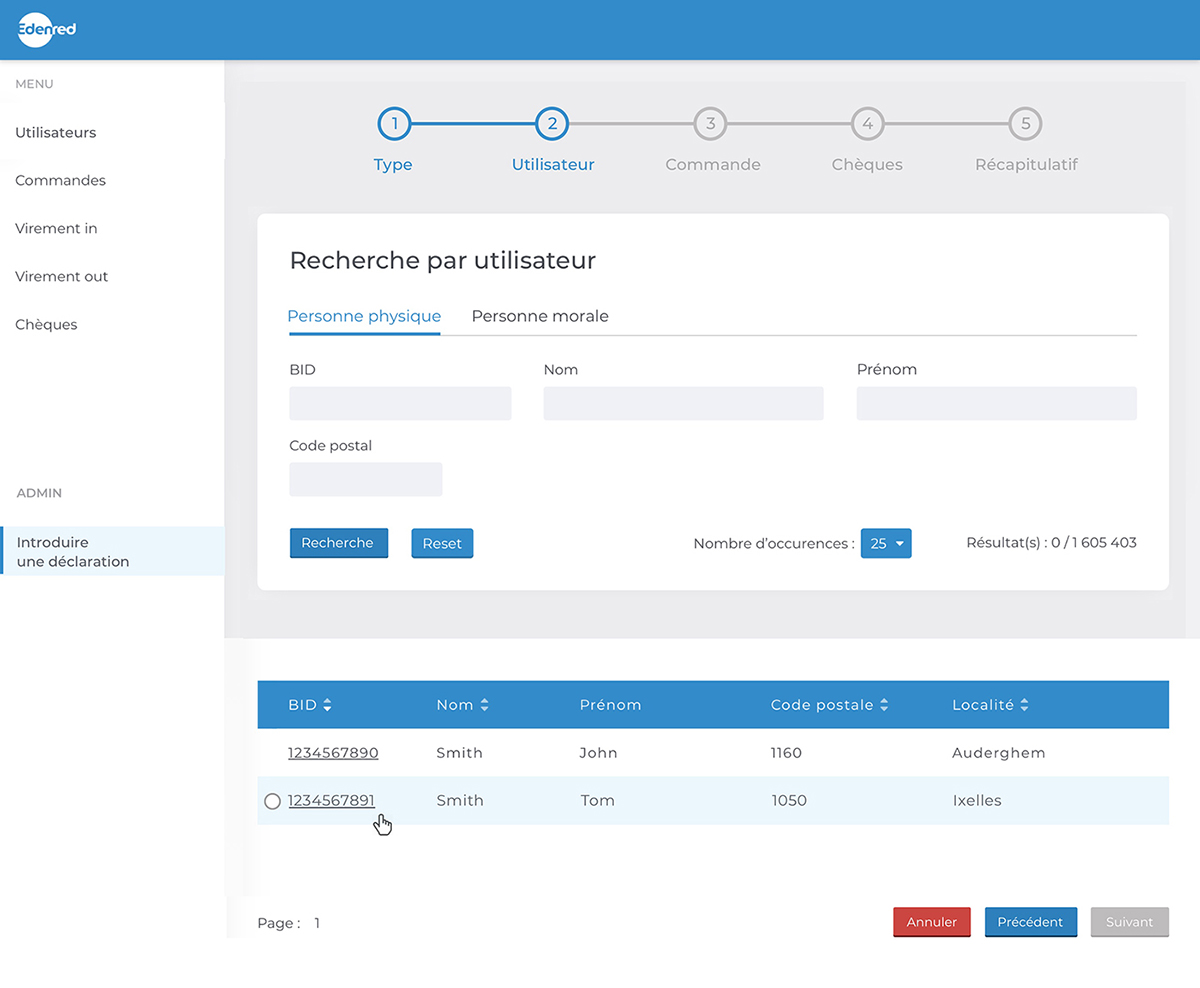 Edenred
MENU
Utilisateurs
Commandes
Virement in
Virement out
Chèques
ADMIN
Introduire
une déclaration
1 2 3 4 5
Type Utilisateur Commande Chèques Récapitulatif
Recherche par utilisateur
Personne physique Personne morale
BID Nom Prénom
Code postal
Recherche Reset Nombre d'occurences : 25 Résultat(s) : 0 / 1 605 403
BID Nom Prénom Code postale Localité
1234567890 Smith John 1160 Auderghem
1234567891 Smith Tom 1050 Ixelles
Page : 1 Annuler Précédent Suivant